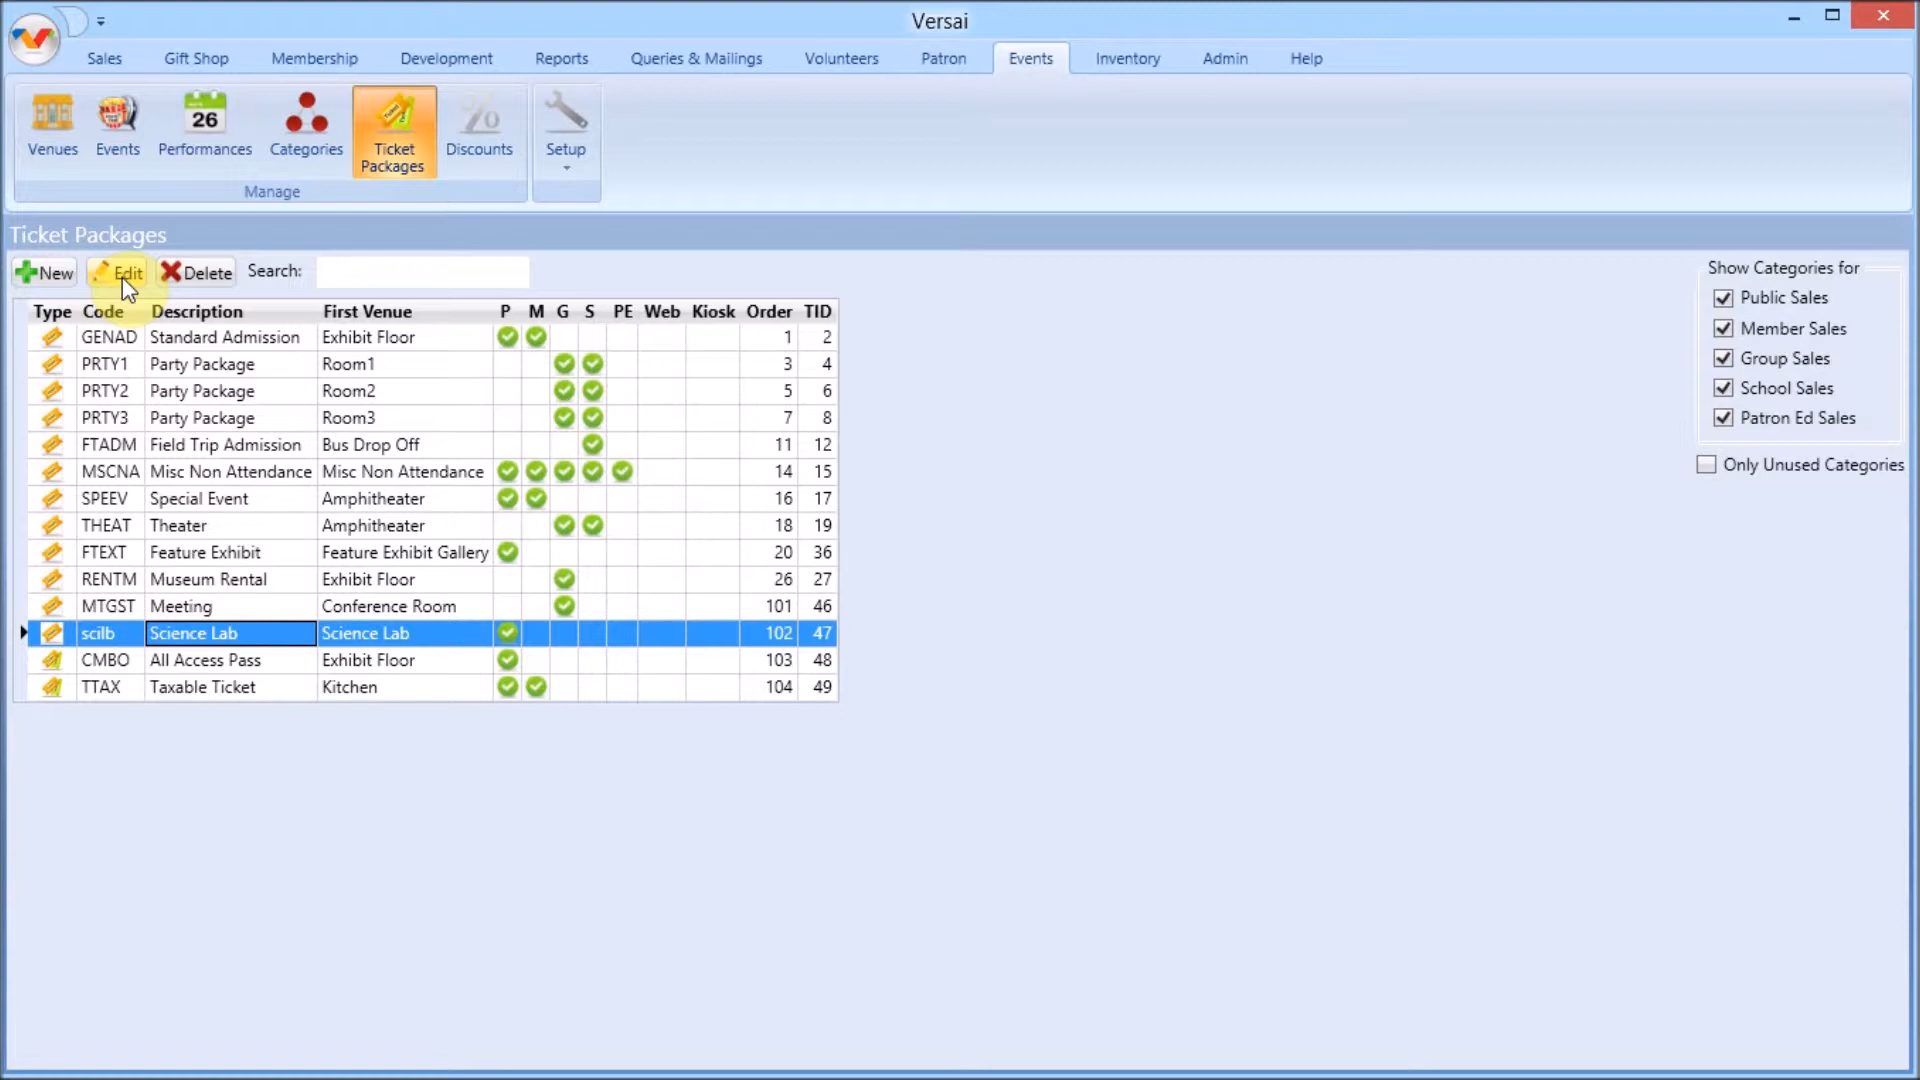 Versai
Sales Gift Shop Membership Development Reports Queries & Mailings Volunteers Patron Events Inventory Admin Help
26
Venues Events Performances Categories Ticket Packages Discounts Setup
Manage
Ticket Packages
New Edit Delete Search:
Type Code Description First Venue P M G S PE Web Kiosk Order TID
GENAD Standard Admission Exhibit Floor 1 2
PRTY1 Party Package Room1 3 4
PRTY2 Party Package Room2 5 6
PRTY3 Party Package Room3 7 8
FTADM Field Trip Admission Bus Drop Off 11 12
MSCNA Misc Non Attendance Misc Non Attendance 14 15
SPEEV Special Event Amphitheater 16 17
THEAT Theater Amphitheater 18 19
FTEXT Feature Exhibit Feature Exhibit Gallery 20 36
RENTM Museum Rental Exhibit Floor 26 27
MTGST Meeting Conference Room 101 46
scilb Science Lab Science Lab 102 47
CMBO All Access Pass Exhibit Floor 103 48
TTAX Taxable Ticket Kitchen 104 49
Show Categories for
Public Sales
Member Sales
Group Sales
School Sales
Patron Ed Sales
Only Unused Categories